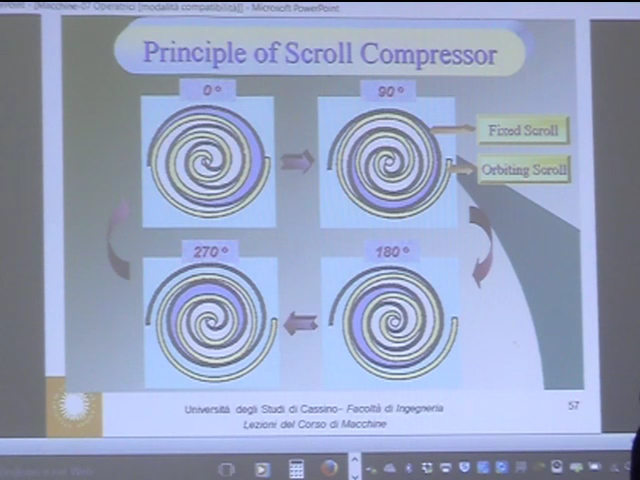 [Macchine-07 Operatrici [modalità compatibilità]] - Microsoft PowerPoint
Principle of Scroll Compressor
0°
90°
Fixed Scroll
Orbiting Scroll
270°
180°
Università degli Studi di Cassino– Facoltà di Ingegneria
57
Lezioni del Corso di Macchine